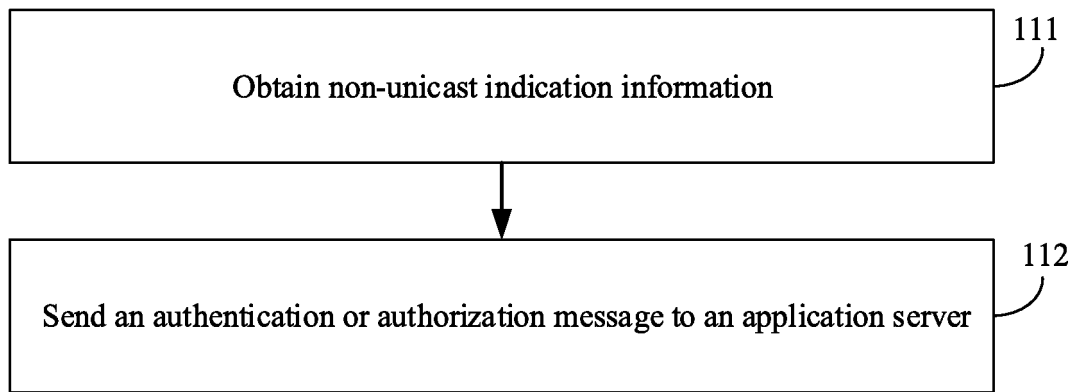 111
Obtain non-unicast indication information
112
Send an authentication or authorization message to an application server